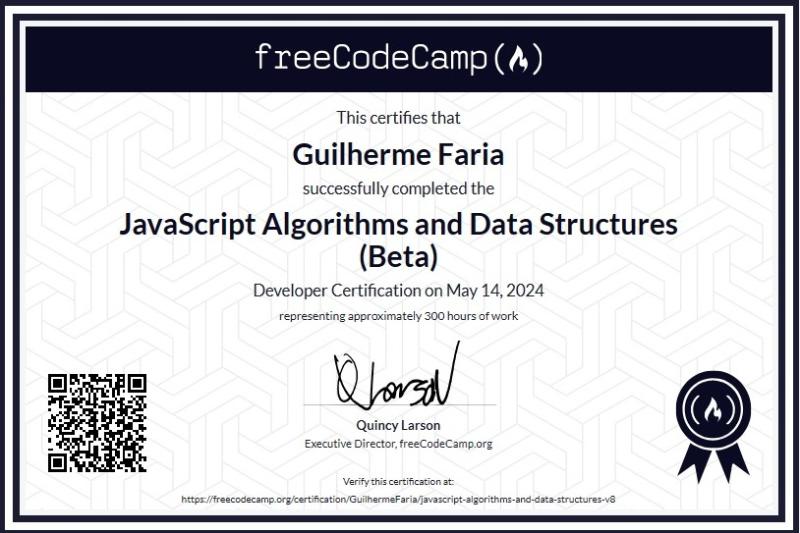 freeCodeCamp
This certifies that
Guilherme Faria
successfully completed the
JavaScript Algorithms and Data Structures
(Beta)
Developer Certification on May 14, 2024
representing approximately 300 hours of work
QLarson
Quincy Larson
Executive Director, freeCodeCamp.org
Verify this certification at:
https://freecodecamp.org/certification/GuilhermeFaria/javascript-algorithms-and-data-structures-v8